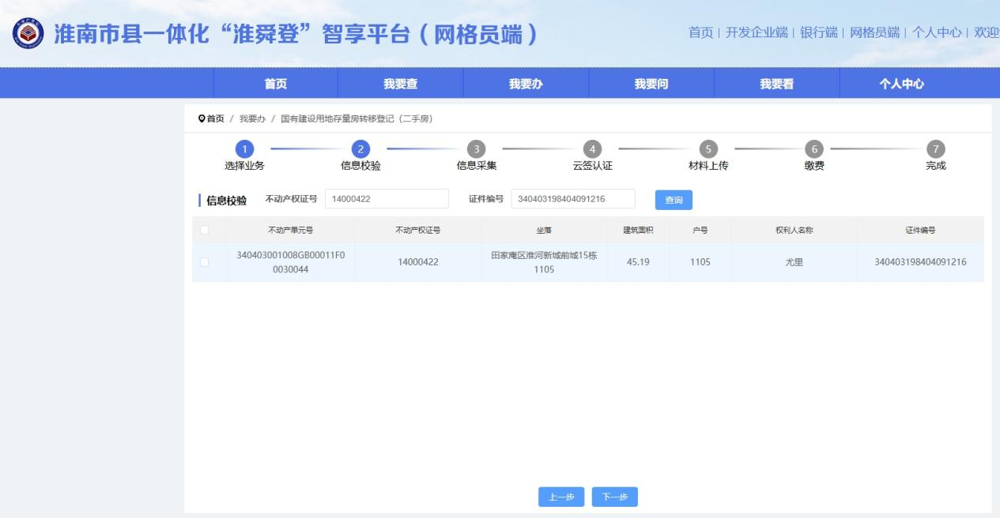 淮南市县一体化“淮舜登”智享平台（网格员端）
首页 | 开发企业端 | 银行端 | 网格员端 | 个人中心 | 欢迎
首页 我要查 我要办 我要问 我要看 个人中心
首页 / 我要办 / 国有建设用地存量房转移登记（二手房）
1 2 3 4 5 6 7
选择业务 信息校验 信息采集 云签认证 材料上传 缴费 完成
信息校验 不动产权证号 14000422 证件编号 340403198404091216 查询
不动产单元号 不动产权证号 坐落 建筑面积 户号 权利人名称 证件编号
340403001008GB00011F0 田家庵区淮河新城前城15栋
14000422 45.19 1105 尤里 340403198404091216
0030044 1105
上一步 下一步